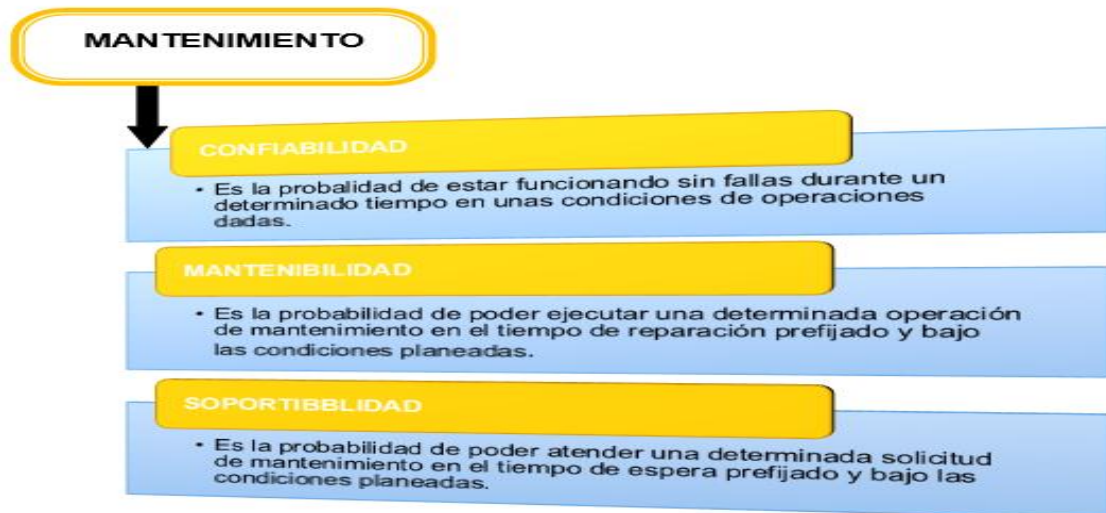 MANTENIMIENTO
CONFIABILIDAD
• Es la probalidad de estar funcionando sin fallas durante un
determinado tiempo en unas condiciones de operaciones
dadas.
MANTENIBILIDAD
• Es la probabilidad de poder ejecutar una determinada operación
de mantenimiento en el tiempo de reparación prefijado y bajo
las condiciones planeadas.
SOPORTIBBLIDAD
• Es la probabilidad de poder atender una determinada solicitud
de mantenimiento en el tiempo de espera prefijado y bajo las
condiciones planeadas.